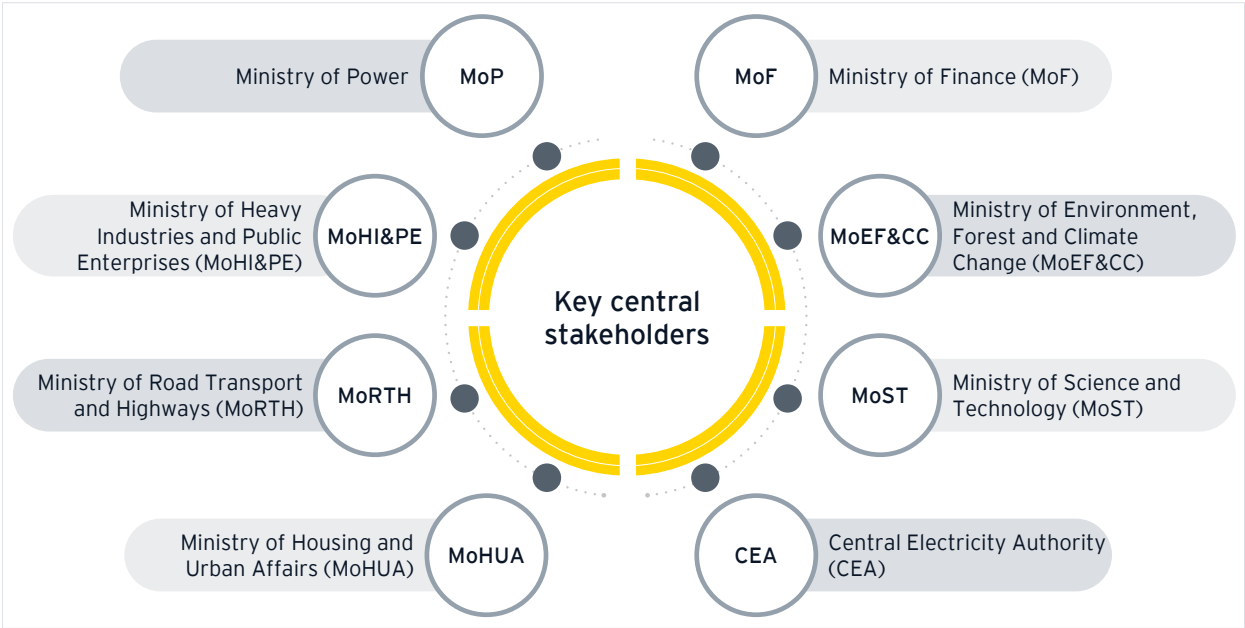 Ministry of Power
MoP
MoF
Ministry of Finance (MoF)
Ministry of Heavy
Industries and Public
Enterprises (MoHI&PE)
MoHI&PE
MoEF&CC
Ministry of Environment,
Forest and Climate
Change (MoEF&CC)
Key central
stakeholders
Ministry of Road Transport
and Highways (MoRTH)
MoRTH
MoST
Ministry of Science and
Technology (MoST)
Ministry of Housing and
Urban Affairs (MoHUA)
MoHUA
CEA
Central Electricity Authority
(CEA)